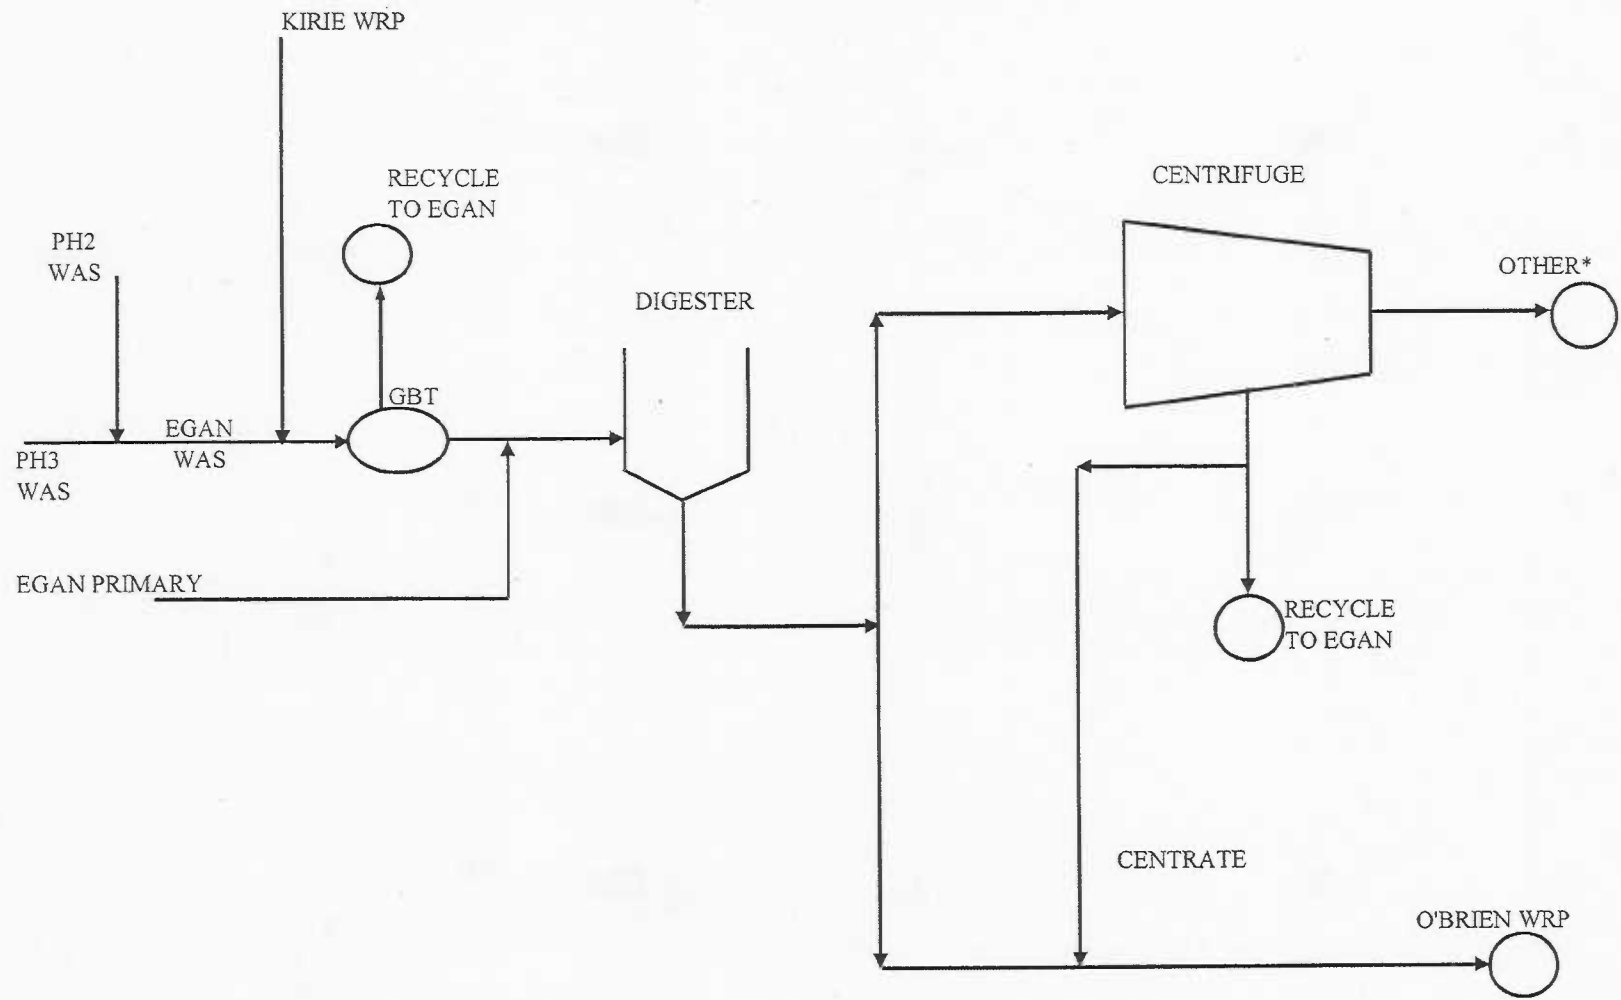 KIRIE WRP
RECYCLE
TO EGAN
CENTRIFUGE
PH2
WAS
OTHER*
DIGESTER
GBT
EGAN
WAS
PH3
WAS
EGAN PRIMARY
RECYCLE
TO EGAN
CENTRATE
O'BRIEN WRP